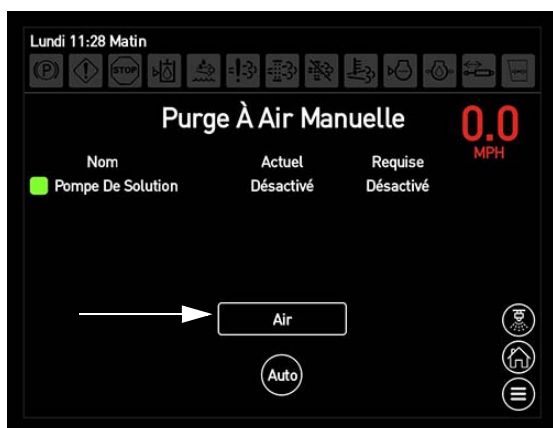 Lundi 11:28 Matin
STOP
Purge À Air Manuelle
0.0
MPH
Nom Actuel Requise
Pompe De Solution Désactivé Désactivé
Air
Auto